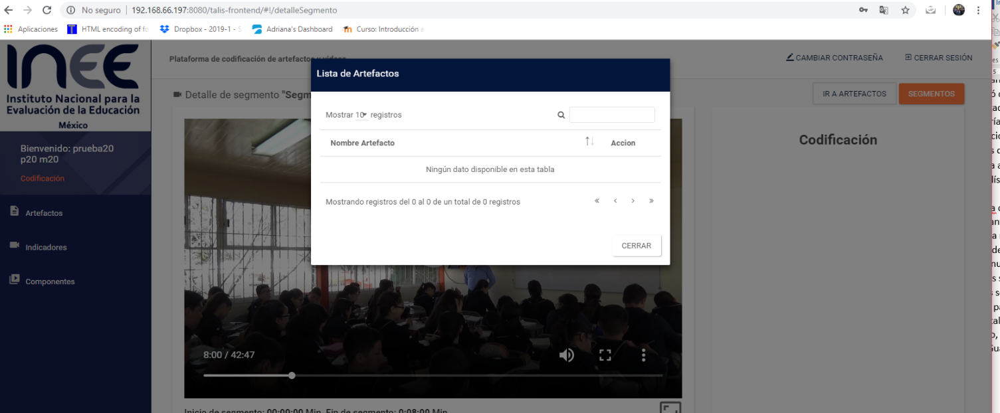 No seguro | 192.168.66.197:8080/talis-frontend/#!/detalleSegmento
Aplicaciones HTML encoding of fo Dropbox - 2019-1 - S Adriana's Dashboard Curso: Introducción a
INEE
Instituto Nacional para la
Evaluación de la Educación
México
Bienvenido: prueba20
p20 m20
Codificación
Artefactos
Indicadores
Componentes
Plataforma de codificación de artefactos y videos
CAMBIAR CONTRASEÑA CERRAR SESIÓN
Detalle de segmento "Segm
IR A ARTEFACTOS SEGMENTOS
Lista de Artefactos
Mostrar 10 registros
Nombre Artefacto Accion
Ningún dato disponible en esta tabla
Mostrando registros del 0 al 0 de un total de 0 registros « ‹ › »
CERRAR
8:00 / 42:47
Inicio de segmento: 00:00:00 Min. Fin de segmento: 0:08:00 Min.
Codificación